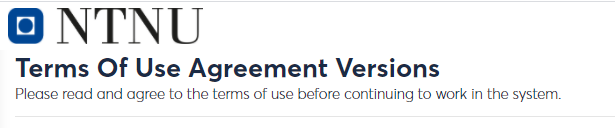 NTNU
Terms Of Use Agreement Versions
Please read and agree to the terms of use before continuing to work in the system.